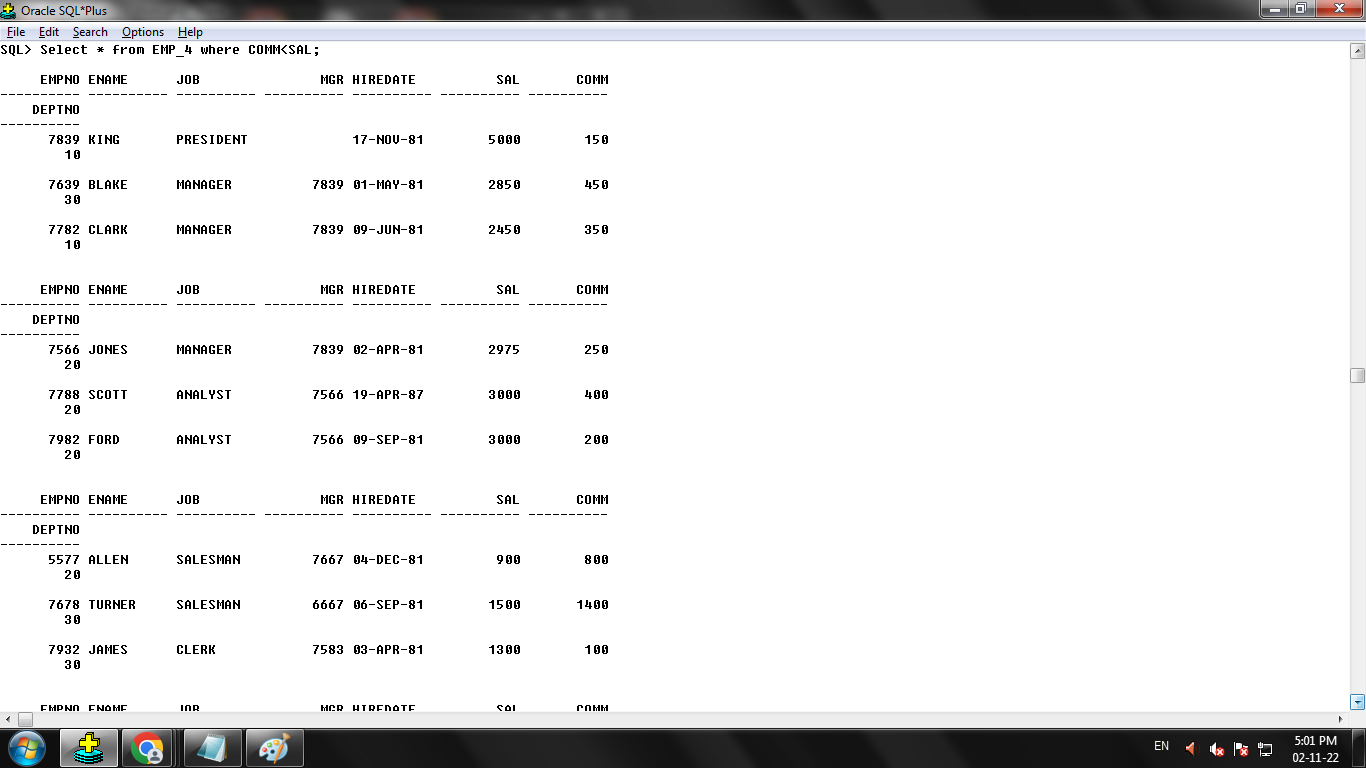 Oracle SQL*Plus
File Edit Search Options Help
SQL> Select * from EMP_4 where COMM<SAL;
EMPNO ENAME JOB MGR HIREDATE SAL COMM
---------- ---------- ---------- ---------- ---------- ---------- ----------
DEPTNO
----------
7839 KING PRESIDENT 17-NOV-81 5000 150
10
7639 BLAKE MANAGER 7839 01-MAY-81 2850 450
30
7782 CLARK MANAGER 7839 09-JUN-81 2450 350
10
EMPNO ENAME JOB MGR HIREDATE SAL COMM
---------- ---------- ---------- ---------- ---------- ---------- ----------
DEPTNO
----------
7566 JONES MANAGER 7839 02-APR-81 2975 250
20
7788 SCOTT ANALYST 7566 19-APR-87 3000 400
20
7982 FORD ANALYST 7566 09-SEP-81 3000 200
20
EMPNO ENAME JOB MGR HIREDATE SAL COMM
---------- ---------- ---------- ---------- ---------- ---------- ----------
DEPTNO
----------
5577 ALLEN SALESMAN 7667 04-DEC-81 900 800
20
7678 TURNER SALESMAN 6667 06-SEP-81 1500 1400
30
7932 JAMES CLERK 7583 03-APR-81 1300 100
30
EMPNO ENAME JOB MGR HIREDATE SAL COMM
EN
5:01 PM
02-11-22